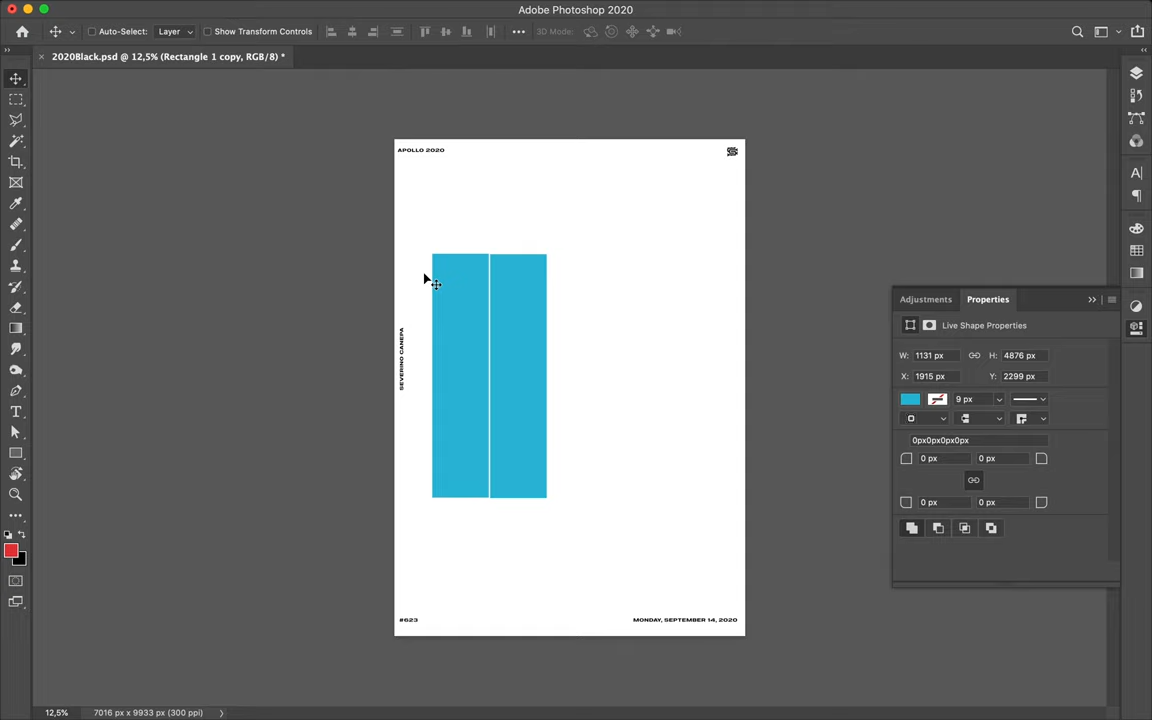 Adobe Photoshop 2020
Auto-Select: Layer Show Transform Controls 3D Mode:
2020Black.psd @ 12,5% (Rectangle 1 copy, RGB/8) *
APOLLO 2020
SEVERINO CANEPA
#623
MONDAY, SEPTEMBER 14, 2020
Adjustments Properties
Live Shape Properties
W: 1131 px H: 4876 px
X: 1915 px Y: 2299 px
9 px
0px0px0px0px
0 px 0 px
0 px 0 px
12,5% 7016 px x 9933 px (300 ppi)